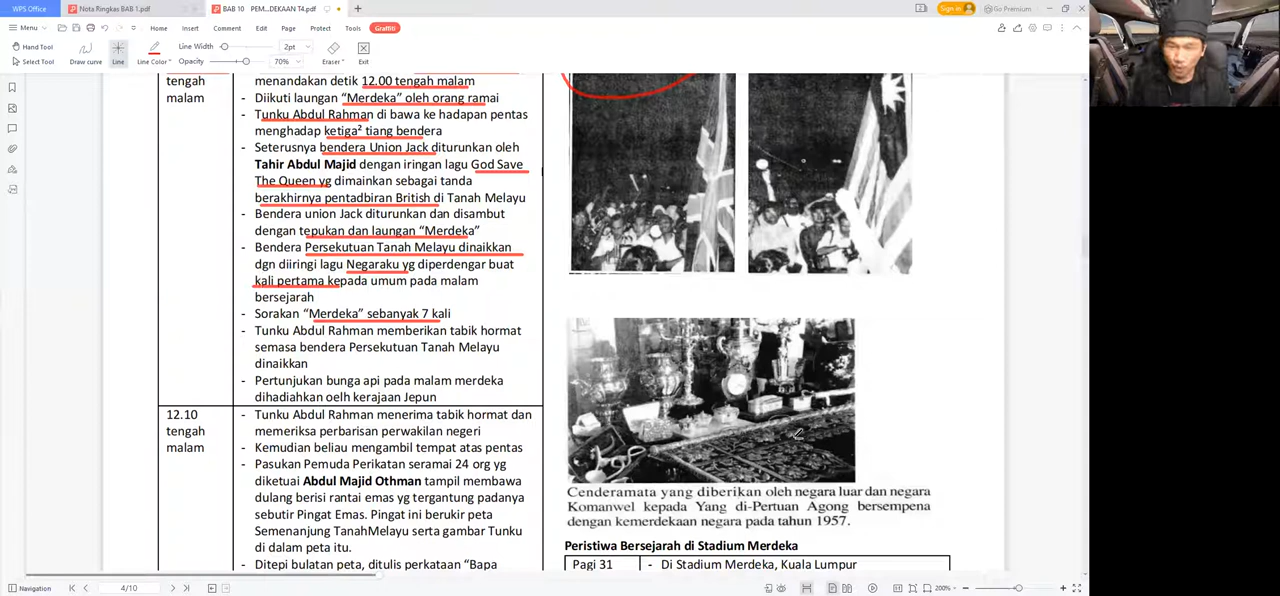 WPS Office
Nota Ringkas BAB 1.pdf
BAB 10 PEM...DEKAAN T4.pdf
Sign in
Go Premium
Menu
Home
Insert
Comment
Edit
Page
Protect
Tools
Graffiti
Hand Tool
Select Tool
Draw curve
Line
Line Color
Line Width
2pt
Opacity
70%
Eraser
Exit
tengah
malam
menandakan detik 12.00 tengah malam
- Diikuti laungan “Merdeka” oleh orang ramai
- Tunku Abdul Rahman di bawa ke hadapan pentas
menghadap ketiga² tiang bendera
- Seterusnya bendera Union Jack diturunkan oleh
Tahir Abdul Majid dengan iringan lagu God Save
The Queen yg dimainkan sebagai tanda
berakhirnya pentadbiran British di Tanah Melayu
- Bendera union Jack diturunkan dan disambut
dengan tepukan dan laungan “Merdeka”
- Bendera Persekutuan Tanah Melayu dinaikkan
dgn diiringi lagu Negaraku yg diperdengar buat
kali pertama kepada umum pada malam
bersejarah
- Sorakan “Merdeka” sebanyak 7 kali
- Tunku Abdul Rahman memberikan tabik hormat
semasa bendera Persekutuan Tanah Melayu
dinaikkan
- Pertunjukan bunga api pada malam merdeka
dihadiahkan oelh kerajaan Jepun
12.10
tengah
malam
- Tunku Abdul Rahman menerima tabik hormat dan
memeriksa perbarisan perwakilan negeri
- Kemudian beliau mengambil tempat atas pentas
- Pasukan Pemuda Perikatan seramai 24 org yg
diketuai Abdul Majid Othman tampil membawa
dulang berisi rantai emas yg tergantung padanya
sebutir Pingat Emas. Pingat ini berukir peta
Semenanjung TanahMelayu serta gambar Tunku
di dalam peta itu.
- Ditepi bulatan peta, ditulis perkataan “Bapa
Cenderamata yang diberikan oleh negara luar dan negara
Komanwel kepada Yang di-Pertuan Agong bersempena
dengan kemerdekaan negara pada tahun 1957.
Peristiwa Bersejarah di Stadium Merdeka
Pagi 31
- Di Stadium Merdeka, Kuala Lumpur
Navigation
4/10
200%